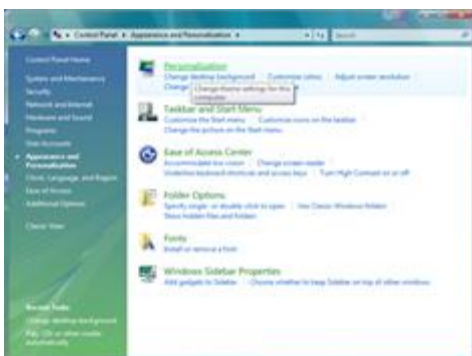 Control Panel ▸ Appearance and Personalization ▸
Search
Control Panel Home
System and Maintenance
Security
Network and Internet
Hardware and Sound
Programs
User Accounts
Appearance and
Personalization
Clock, Language, and Region
Ease of Access
Additional Options
Classic View
Recent Tasks
Change desktop background
Play CDs or other media
automatically
Personalization
Change desktop background Customize colors Adjust screen resolution
Change
Change theme settings for this
computer.
Taskbar and Start Menu
Customize the Start menu Customize icons on the taskbar
Change the picture on the Start menu
Ease of Access Center
Accommodate low vision Change screen reader
Underline keyboard shortcuts and access keys Turn High Contrast on or off
Folder Options
Specify single- or double-click to open Use Classic Windows folders
Show hidden files and folders
Fonts
Install or remove a font
Windows Sidebar Properties
Add gadgets to Sidebar Choose whether to keep Sidebar on top of other windows